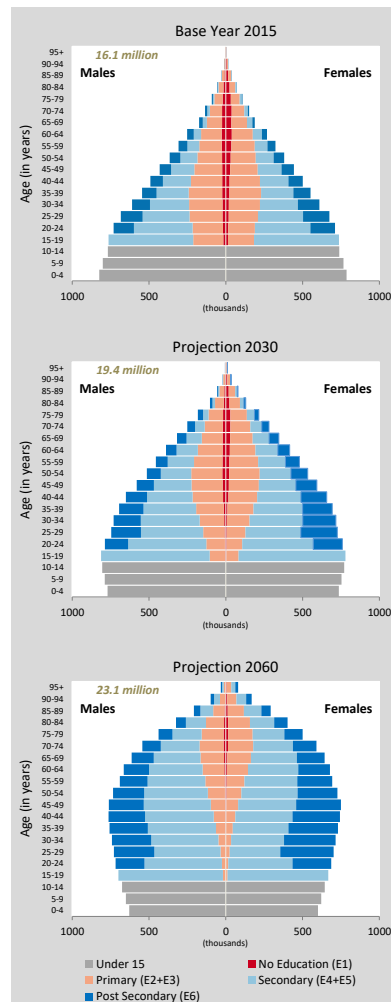 Base Year 2015
16.1 million
Males Females
Age (in years)
95+
90-94
85-89
80-84
75-79
70-74
65-69
60-64
55-59
50-54
45-49
40-44
35-39
30-34
25-29
20-24
15-19
10-14
5-9
0-4
1000 500 0 500 1000
(thousands)
Projection 2030
19.4 million
Males Females
Age (in years)
95+
90-94
85-89
80-84
75-79
70-74
65-69
60-64
55-59
50-54
45-49
40-44
35-39
30-34
25-29
20-24
15-19
10-14
5-9
0-4
1000 500 0 500 1000
(thousands)
Projection 2060
23.1 million
Males Females
Age (in years)
95+
90-94
85-89
80-84
75-79
70-74
65-69
60-64
55-59
50-54
45-49
40-44
35-39
30-34
25-29
20-24
15-19
10-14
5-9
0-4
1000 500 0 500 1000
(thousands)
Under 15 No Education (E1)
Primary (E2+E3) Secondary (E4+E5)
Post Secondary (E6)